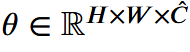 θ ∈ ℝ^{H×W×Ĉ}